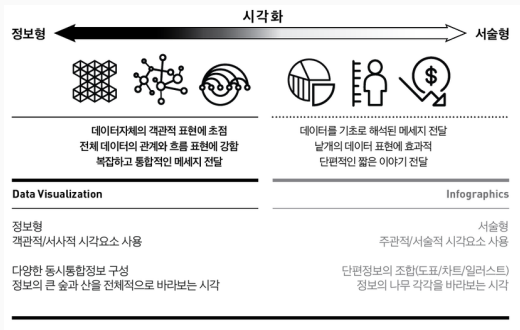 시각화
정보형
서술형
$
데이터자체의 객관적 표현에 초점
전체 데이터의 관계와 흐름 표현에 강함
복잡하고 통합적인 메세지 전달
데이터를 기초로 해석된 메세지 전달
낱개의 데이터 표현에 효과적
단편적인 짧은 이야기 전달
Data Visualization
Infographics
정보형
객관적/서사적 시각요소 사용
다양한 동시통합정보 구성
정보의 큰 숲과 산을 전체적으로 바라보는 시각
서술형
주관적/서술적 시각요소 사용
단편정보의 조합(도표/차트/일러스트)
정보의 나무 각각을 바라보는 시각